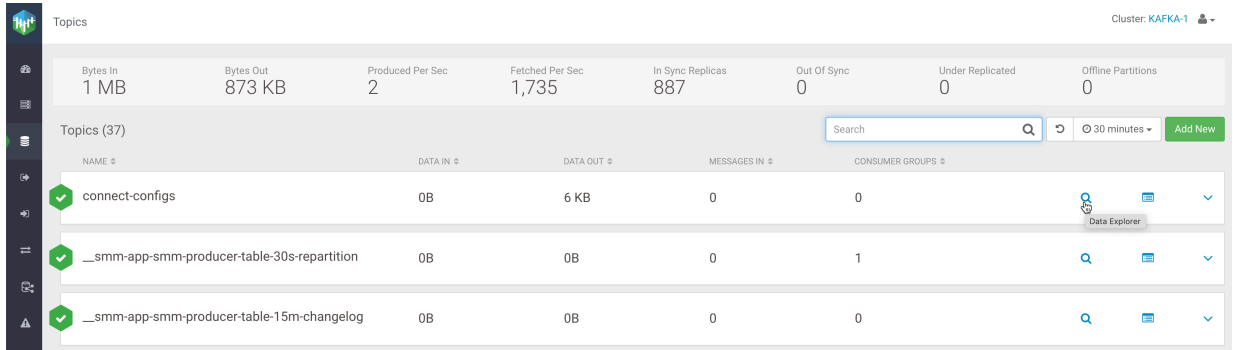 Topics
Cluster: KAFKA-1
Bytes In Bytes Out Produced Per Sec Fetched Per Sec In Sync Replicas Out Of Sync Under Replicated Offline Partitions
1 MB 873 KB 2 1,735 887 0 0 0
Topics (37) Search 30 minutes Add New
NAME DATA IN DATA OUT MESSAGES IN CONSUMER GROUPS
connect-configs 0B 6 KB 0 0
Data Explorer
__smm-app-smm-producer-table-30s-repartition 0B 0B 0 1
__smm-app-smm-producer-table-15m-changelog 0B 0B 0 0